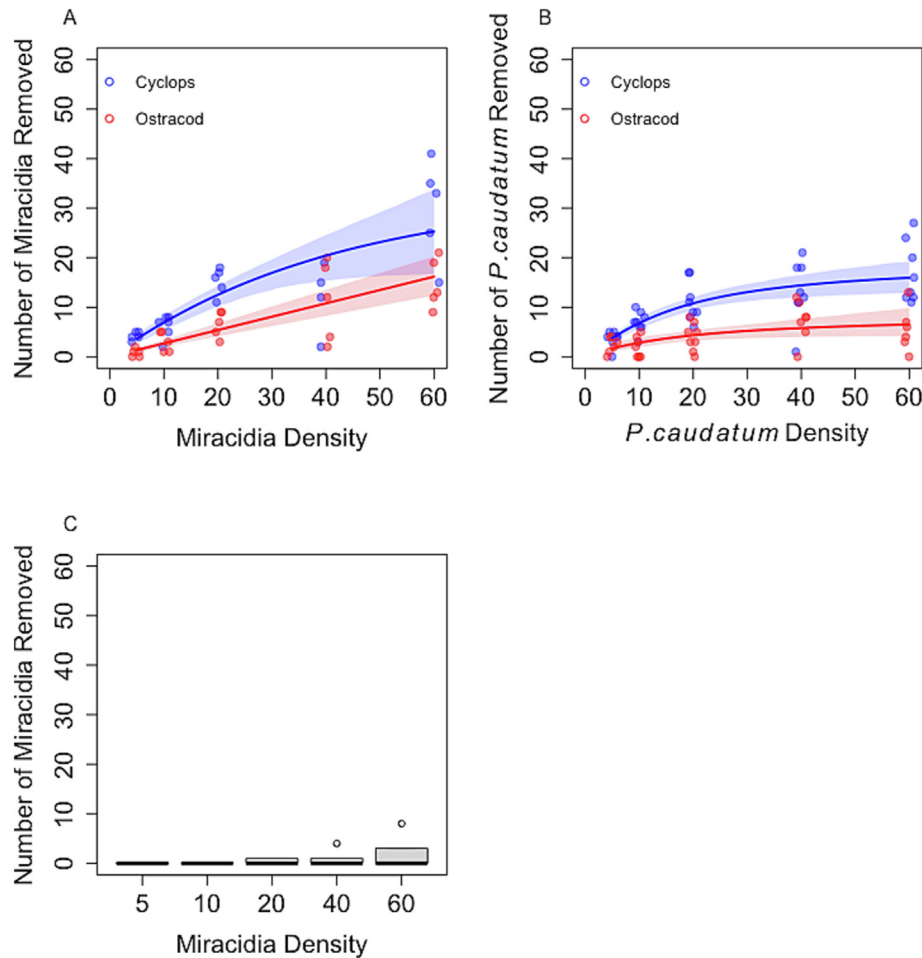 A
Number of Miracidia Removed
60
50
40
30
20
10
0
Cyclops
Ostracod
0 10 20 30 40 50 60
Miracidia Density
B
Number of P.caudatum Removed
60
50
40
30
20
10
0
Cyclops
Ostracod
0 10 20 30 40 50 60
P.caudatum Density
C
Number of Miracidia Removed
60
50
40
30
20
10
0
5 10 20 40 60
Miracidia Density